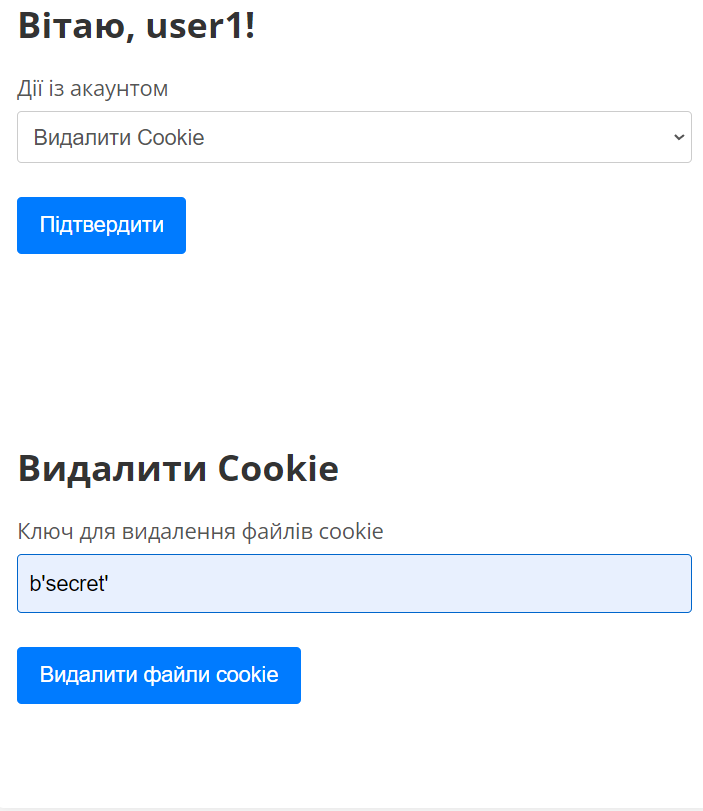 Вітаю, user1!
Дії із акаунтом
Видалити Cookie
Підтвердити
Видалити Cookie
Ключ для видалення файлів cookie
b'secret'
Видалити файли cookie